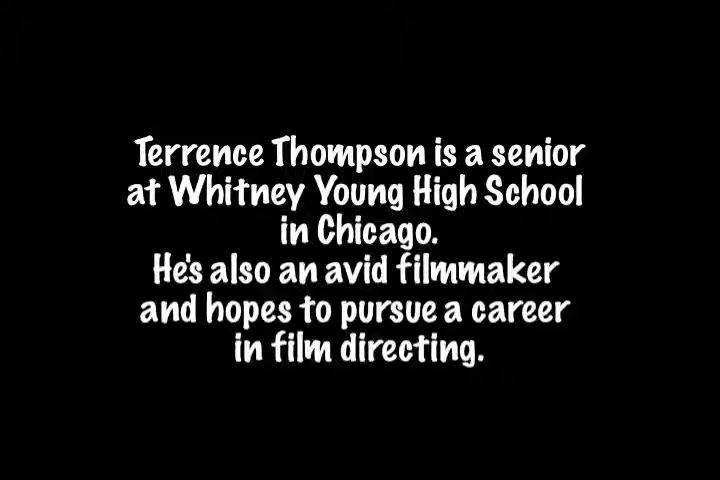 Terrence Thompson is a senior
at Whitney Young High School
in Chicago.
He's also an avid filmmaker
and hopes to pursue a career
in film directing.